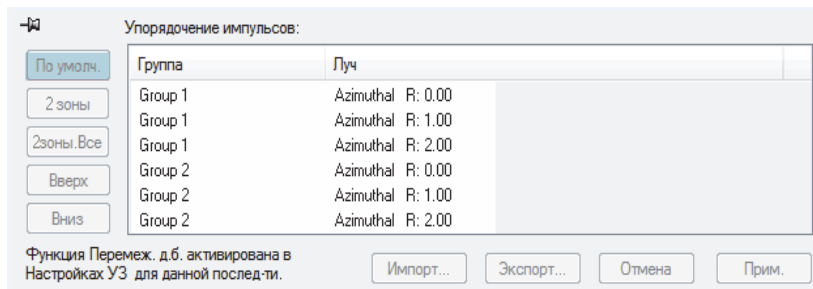 Упорядочение импульсов:
По умолч.
2 зоны
2зоны.Все
Вверх
Вниз
Группа Луч
Group 1 Azimuthal R: 0.00
Group 1 Azimuthal R: 1.00
Group 1 Azimuthal R: 2.00
Group 2 Azimuthal R: 0.00
Group 2 Azimuthal R: 1.00
Group 2 Azimuthal R: 2.00
Функция Перемеж. д.б. активирована в
Настройках УЗ для данной послед-ти.
Импорт... Экспорт... Отмена Прим.